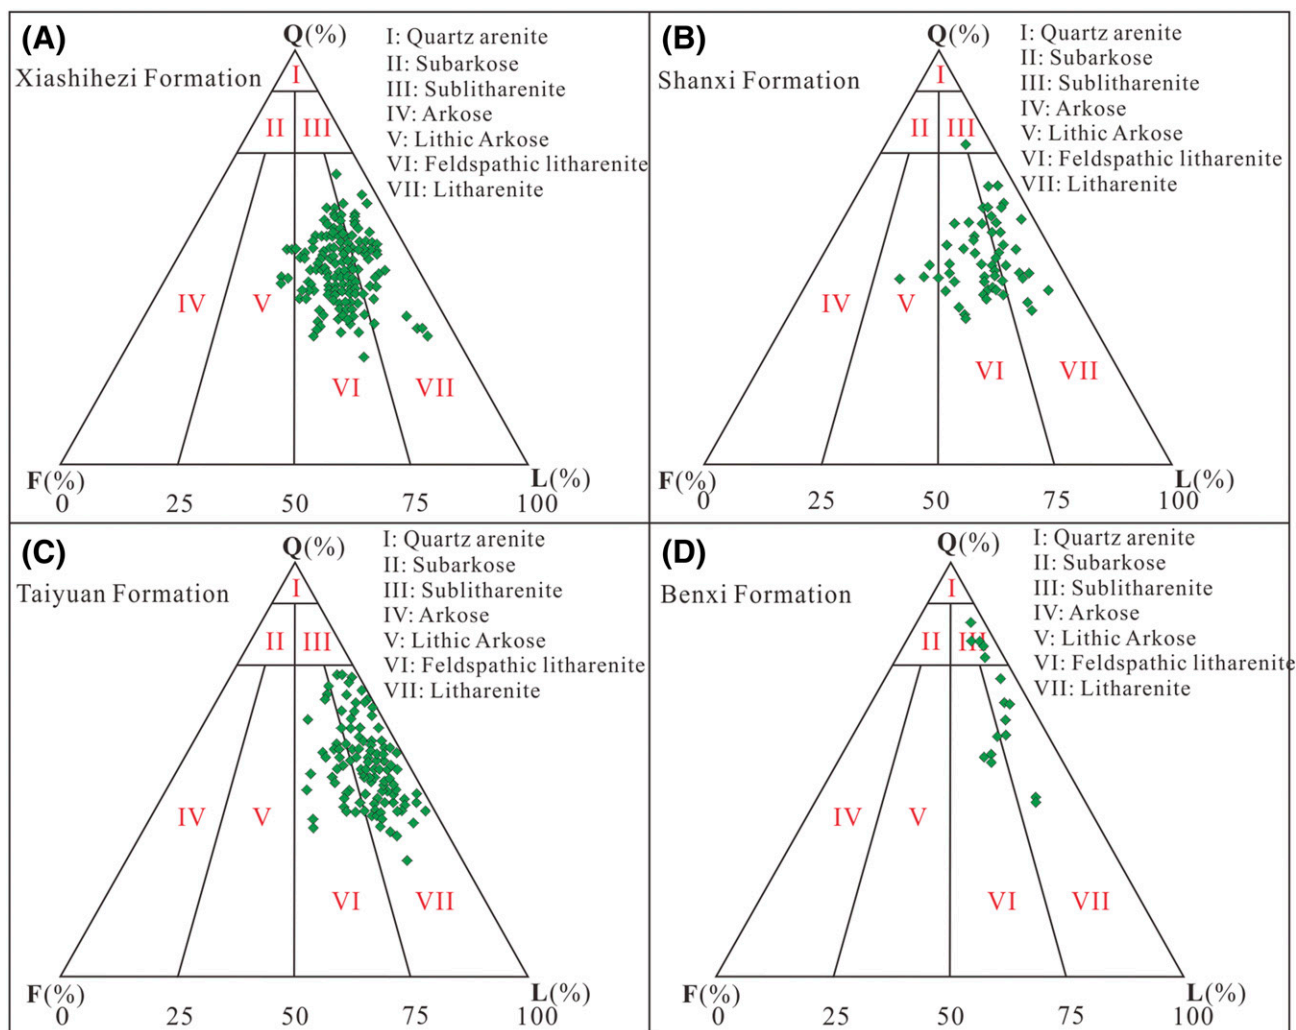 (A)
Q(%)
Xiashihezi Formation
I: Quartz arenite
II: Subarkose
III: Sublitharenite
IV: Arkose
V: Lithic Arkose
VI: Feldspathic litharenite
VII: Litharenite
I
II III
IV V VI VII
F(%) L(%)
0 25 50 75 100
(B)
Q(%)
Shanxi Formation
I: Quartz arenite
II: Subarkose
III: Sublitharenite
IV: Arkose
V: Lithic Arkose
VI: Feldspathic litharenite
VII: Litharenite
I
II III
IV V VI VII
F(%) L(%)
0 25 50 75 100
(C)
Q(%)
Taiyuan Formation
I: Quartz arenite
II: Subarkose
III: Sublitharenite
IV: Arkose
V: Lithic Arkose
VI: Feldspathic litharenite
VII: Litharenite
I
II III
IV V VI VII
F(%) L(%)
0 25 50 75 100
(D)
Q(%)
Benxi Formation
I: Quartz arenite
II: Subarkose
III: Sublitharenite
IV: Arkose
V: Lithic Arkose
VI: Feldspathic litharenite
VII: Litharenite
I
II III
IV V VI VII
F(%) L(%)
0 25 50 75 100